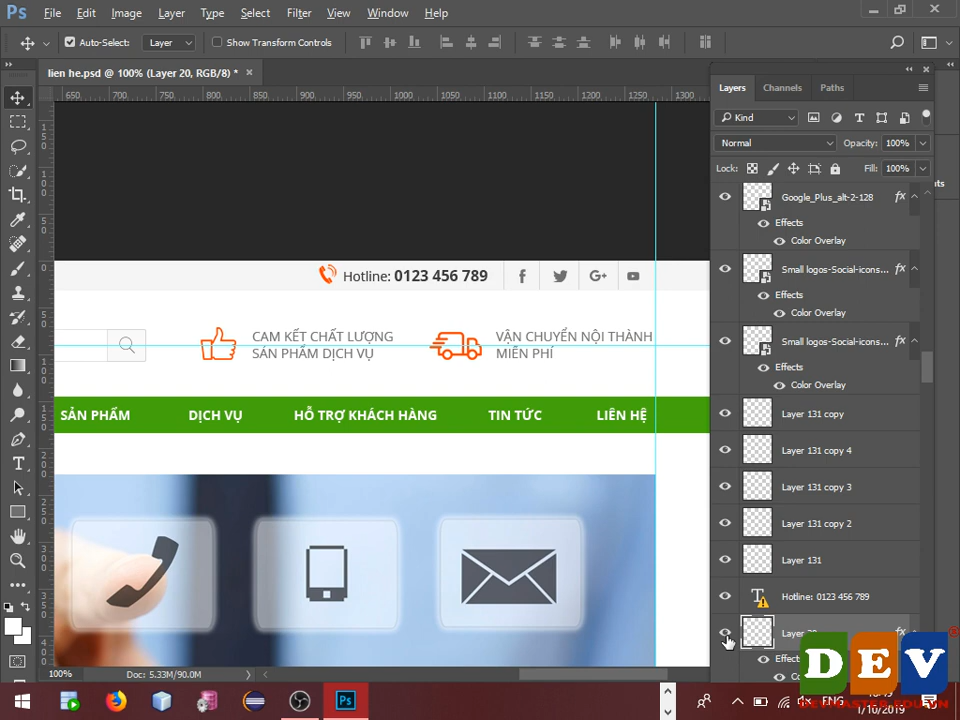 Ps File Edit Image Layer Type Select Filter View Window Help
Auto-Select: Layer Show Transform Controls
lien he.psd @ 100% (Layer 20, RGB/8) *
650 700 750 800 850 900 950 1000 1050 1100 1150 1200 1250 1300
Hotline: 0123 456 789
CAM KẾT CHẤT LƯỢNG
SẢN PHẨM DỊCH VỤ
VẬN CHUYỂN NỘI THÀNH
MIỄN PHÍ
SẢN PHẨM DỊCH VỤ HỖ TRỢ KHÁCH HÀNG TIN TỨC LIÊN HỆ
100% Doc: 5.33M/90.0M
Layers Channels Paths
Kind
Normal Opacity: 100%
Lock: Fill: 100%
Google_Plus_alt-2-128 fx
Effects
Color Overlay
Small logos-Social-icons... fx
Effects
Color Overlay
Small logos-Social-icons... fx
Effects
Color Overlay
Layer 131 copy
Layer 131 copy 4
Layer 131 copy 3
Layer 131 copy 2
Layer 131
Hotline: 0123 456 789
DEV
Ps
ENG
1/10/2019